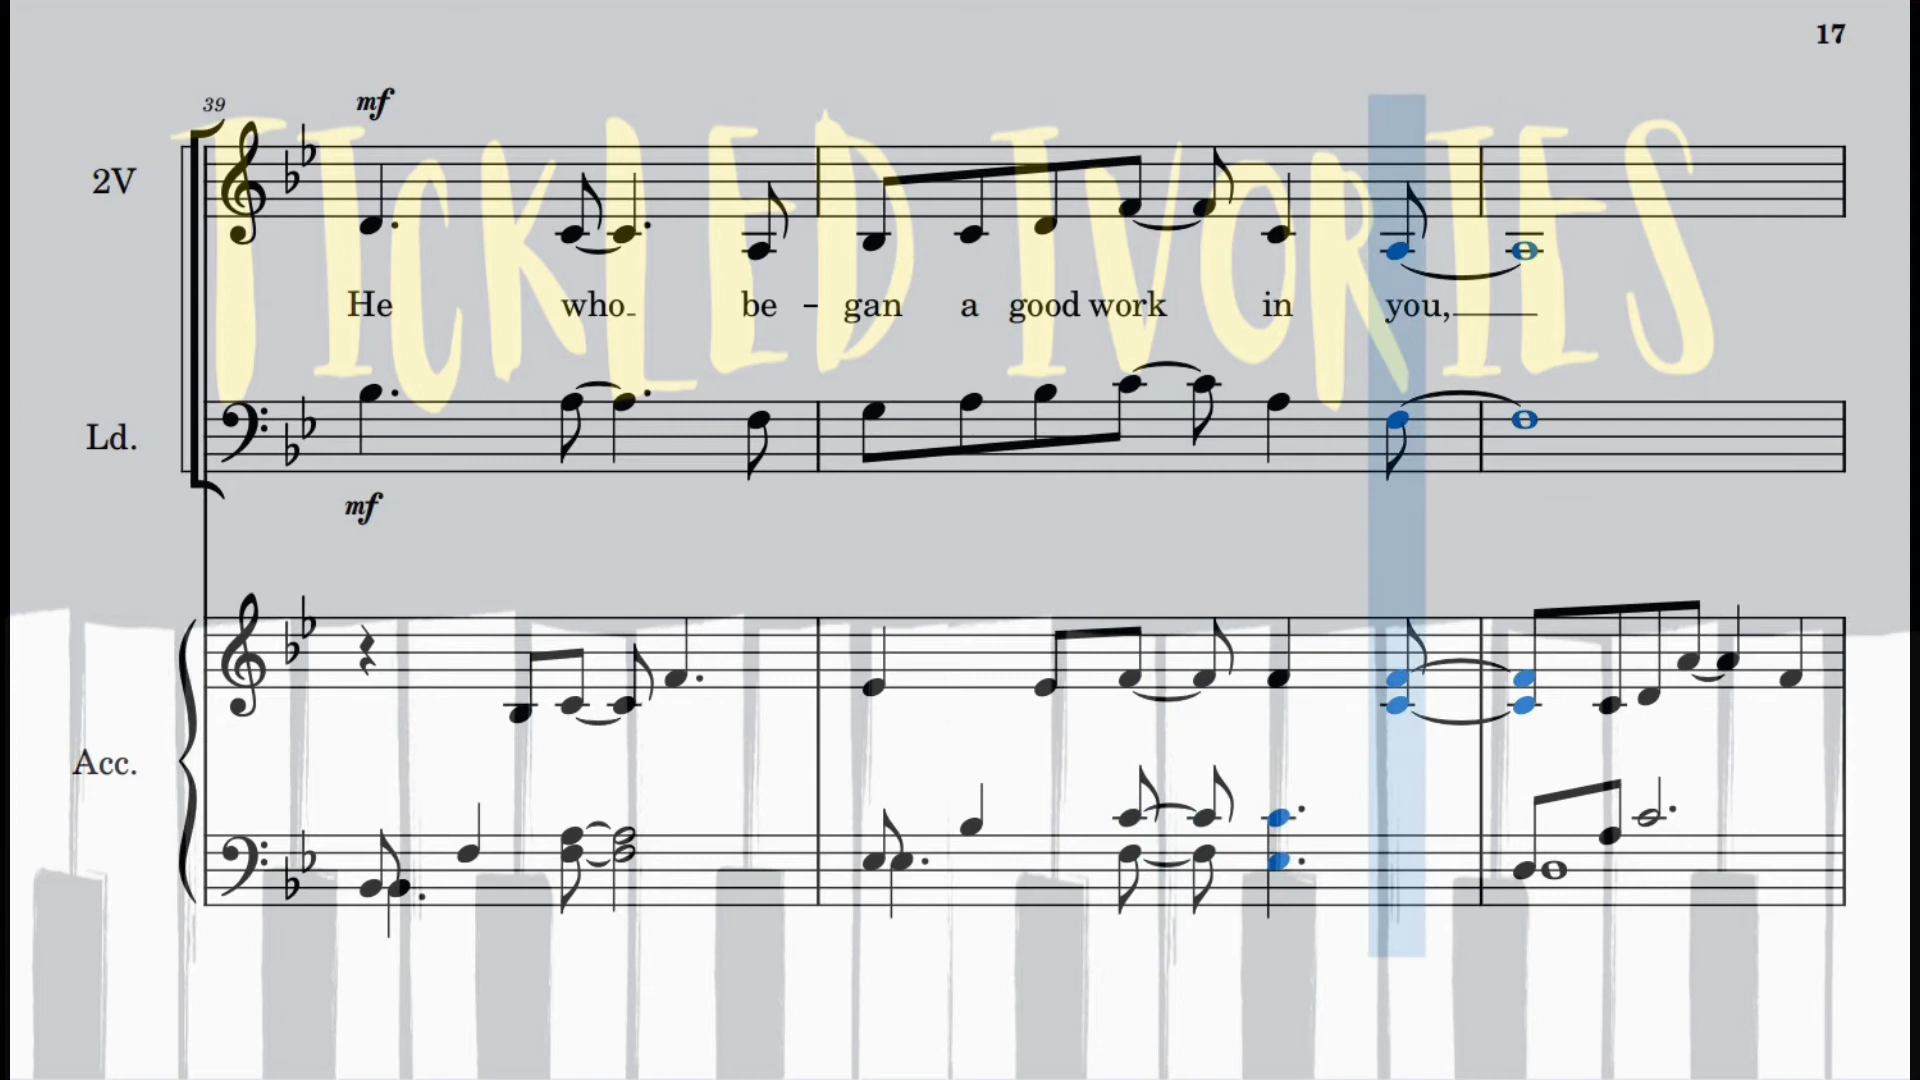 17
39
mf
TICKLED IVORIES
2V
He who be - gan a good work in you,
Ld.
mf
Acc.